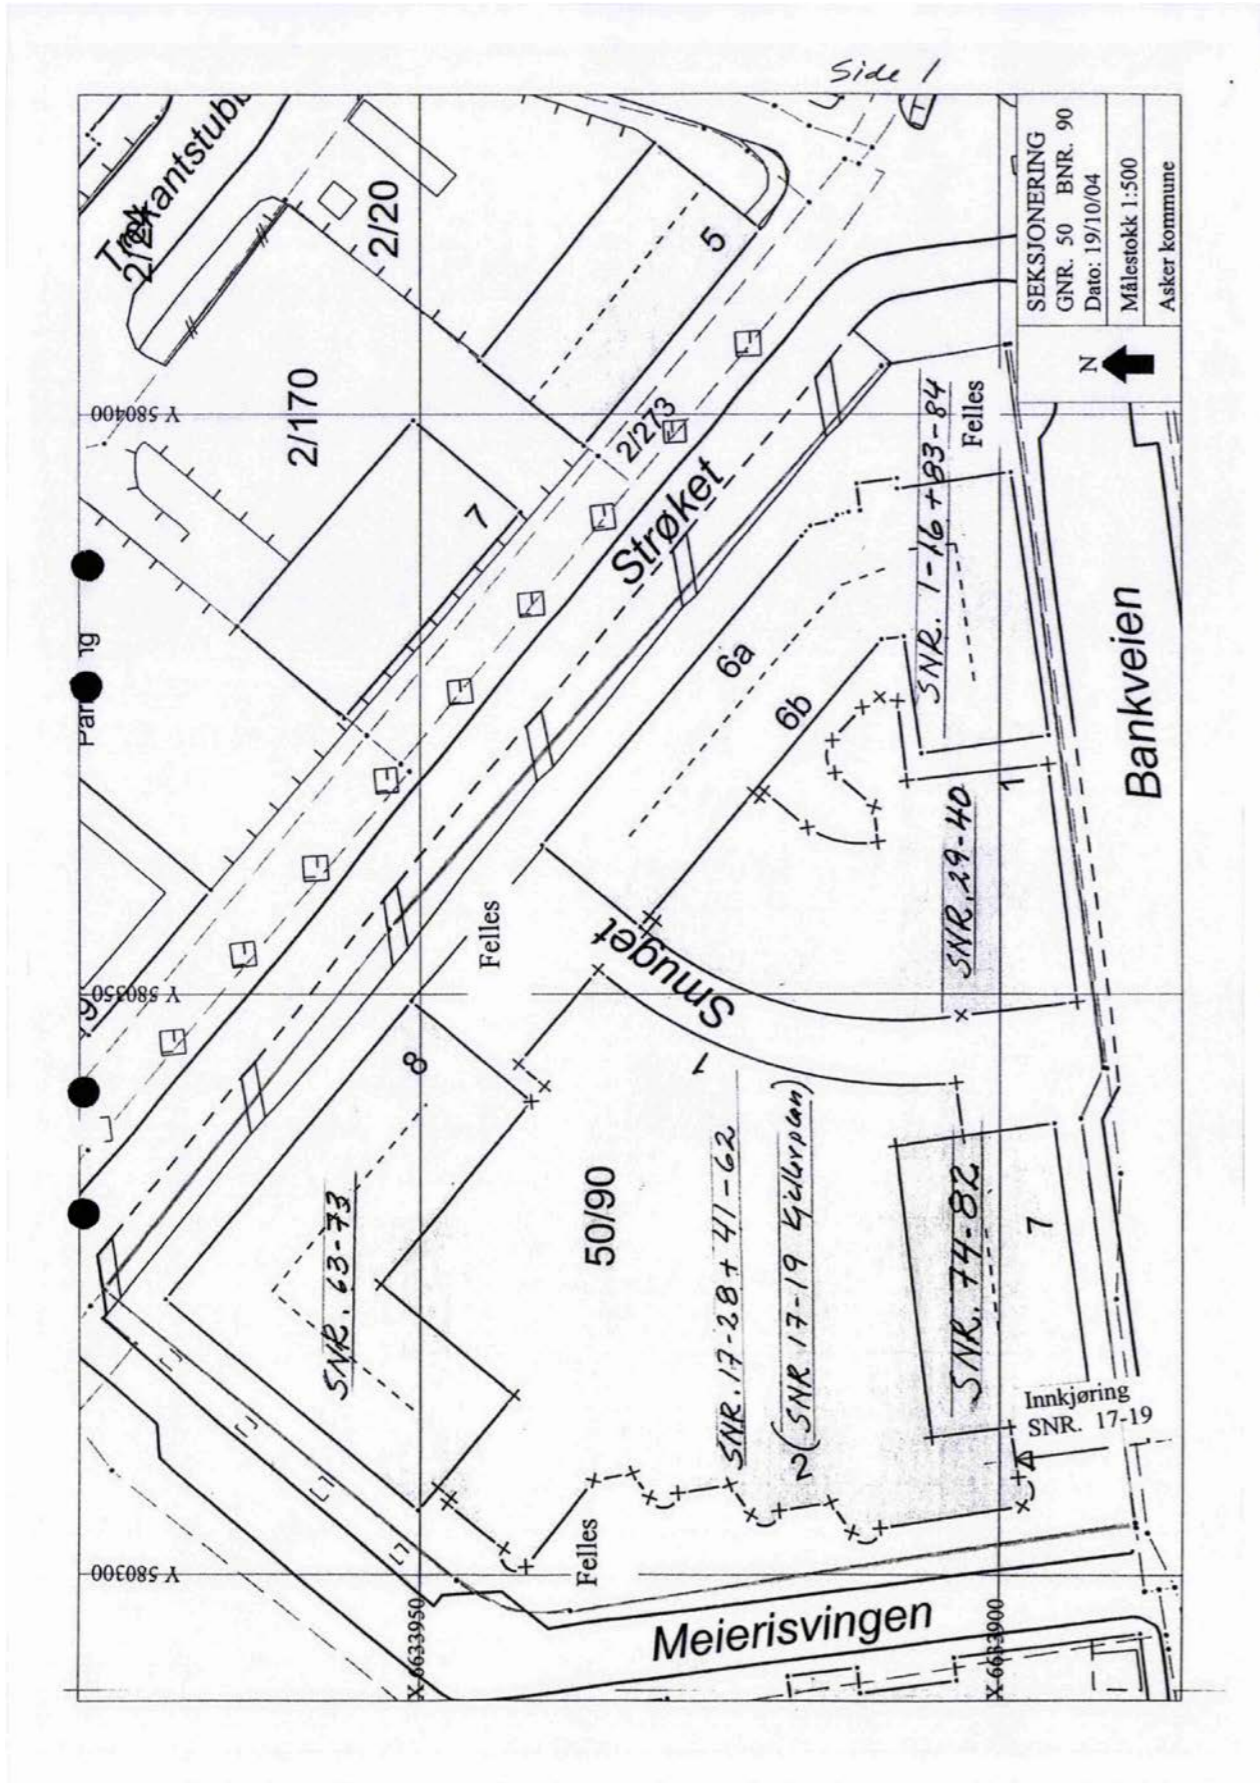 Side 1
SEKSJONERING
GNR. 50 BNR. 90
Dato: 19/10/04
Målestokk 1:500
Asker kommune
N
Trekantstubb
2/20
2/170
5
7
2/273
Strøket
Y 580400
SNR. 1-16 + 83-84
Felles
6a
6b
1
SNR. 29-40
Bankveien
Smuget
Felles
Y 580350
8
1
SNR. 63-73
50/90
SNR. 17-28 + 41-62
2 (SNR 17-19 Kjellerplan)
SNR. 74-82
7
Innkjøring
SNR. 17-19
Felles
Y 580300
X 6633950
X 6633900
Meierisvingen